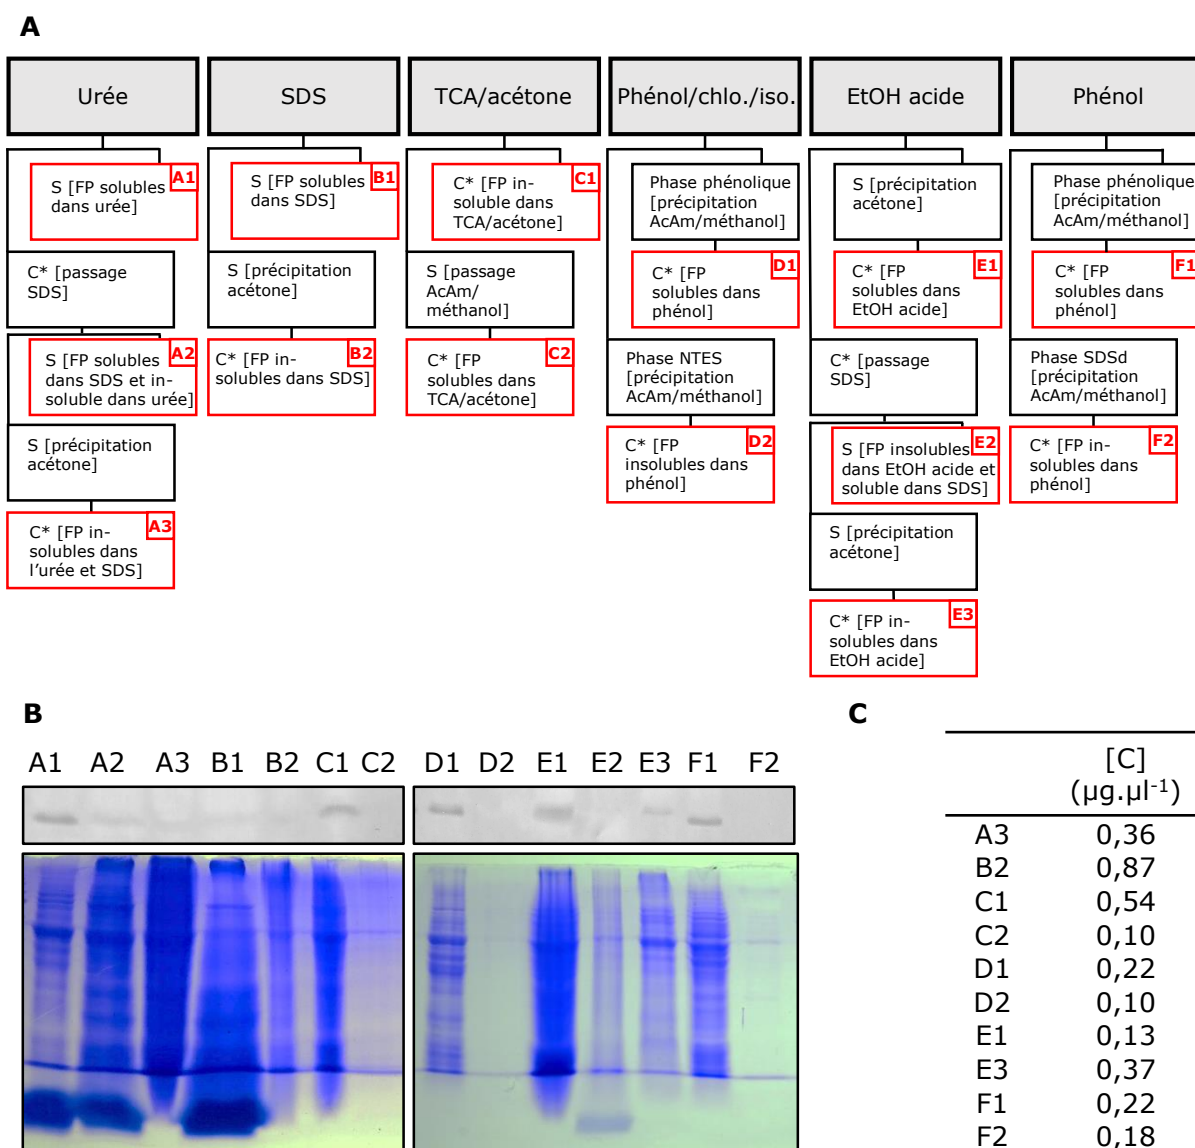 A
Urée
SDS
TCA/acétone
Phénol/chlo./iso.
EtOH acide
Phénol
S [FP solubles
dans urée]
A1
C* [passage
SDS]
S [FP solubles
dans SDS et in-
soluble dans urée]
A2
S [précipitation
acétone]
C* [FP in-
solubles dans
l'urée et SDS]
A3
S [FP solubles
dans SDS]
B1
S [précipitation
acétone]
C* [FP in-
solubles dans SDS]
B2
C* [FP in-
soluble dans
TCA/acétone]
C1
S [passage
AcAm/
méthanol]
C* [FP
solubles dans
TCA/acétone]
C2
Phase phénolique
[précipitation
AcAm/méthanol]
C* [FP
solubles dans
phénol]
D1
Phase NTES
[précipitation
AcAm/méthanol]
C* [FP
insolubles dans
phénol]
D2
S [précipitation
acétone]
C* [FP
solubles dans
EtOH acide]
E1
C* [passage
SDS]
S [FP insolubles
dans EtOH acide et
soluble dans SDS]
E2
S [précipitation
acétone]
C* [FP in-
solubles dans
EtOH acide]
E3
Phase phénolique
[précipitation
AcAm/méthanol]
C* [FP
solubles dans
phénol]
F1
Phase SDSd
[précipitation
AcAm/méthanol]
C* [FP in-
solubles dans
phénol]
F2
B
A1 A2 A3 B1 B2 C1 C2 D1 D2 E1 E2 E3 F1 F2
C
[C]
(µg.µl-1)
A3 0,36
B2 0,87
C1 0,54
C2 0,10
D1 0,22
D2 0,10
E1 0,13
E3 0,37
F1 0,22
F2 0,18